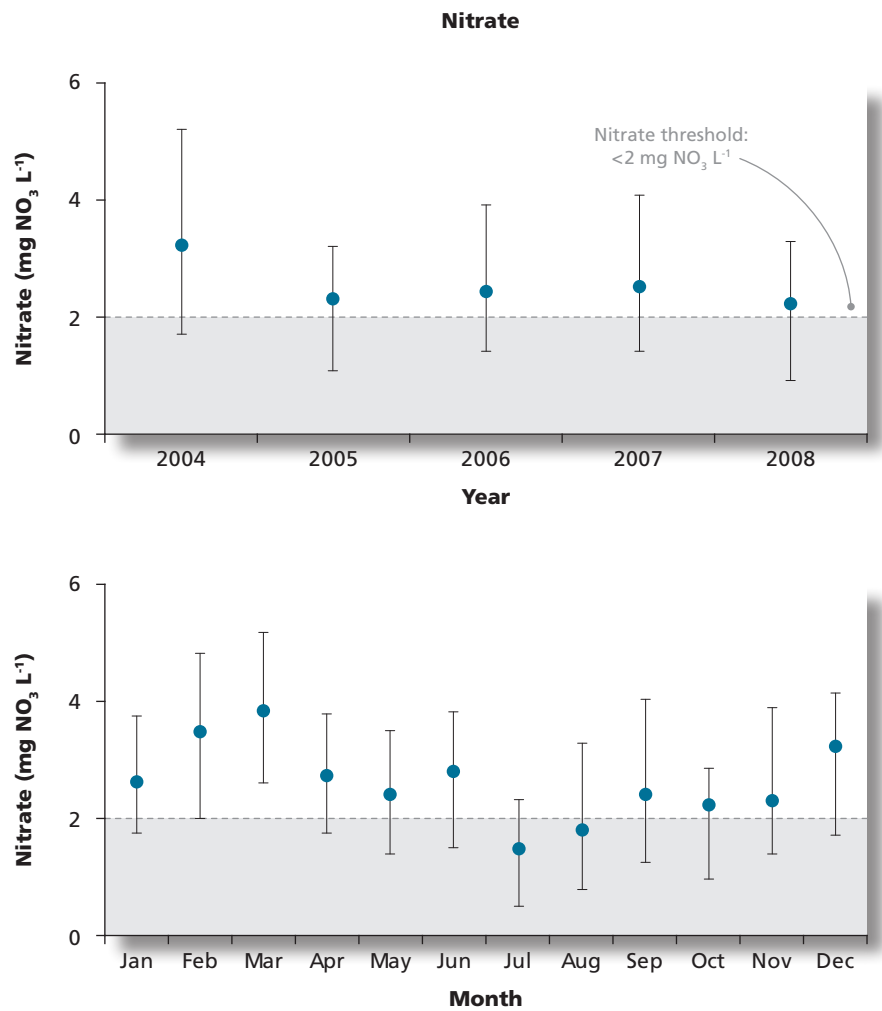 Nitrate
6
Nitrate threshold:
<2 mg NO₃ L⁻¹
4
Nitrate (mg NO₃ L⁻¹)
2
0
2004 2005 2006 2007 2008
Year
6
4
Nitrate (mg NO₃ L⁻¹)
2
0
Jan Feb Mar Apr May Jun Jul Aug Sep Oct Nov Dec
Month